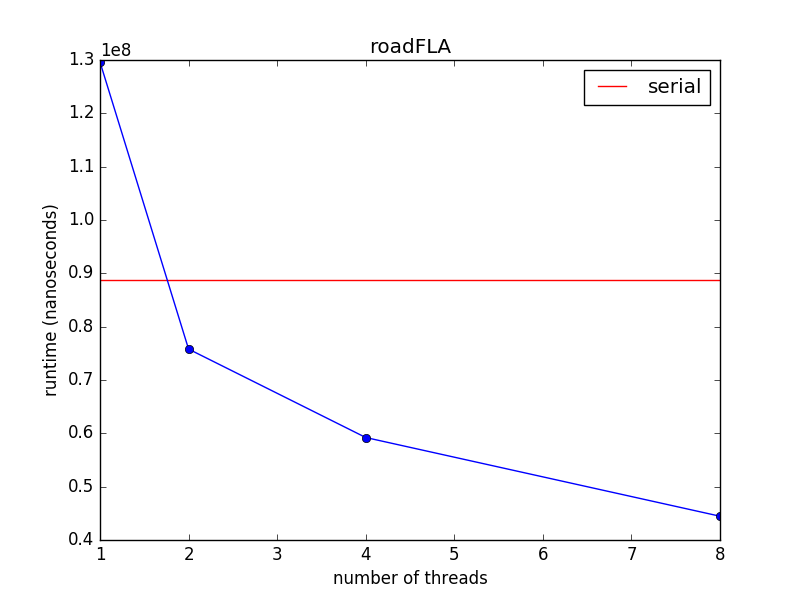 roadFLA
1e8
serial
1.3
1.2
1.1
1.0
0.9
0.8
0.7
0.6
0.5
0.4
runtime (nanoseconds)
1 2 3 4 5 6 7 8
number of threads